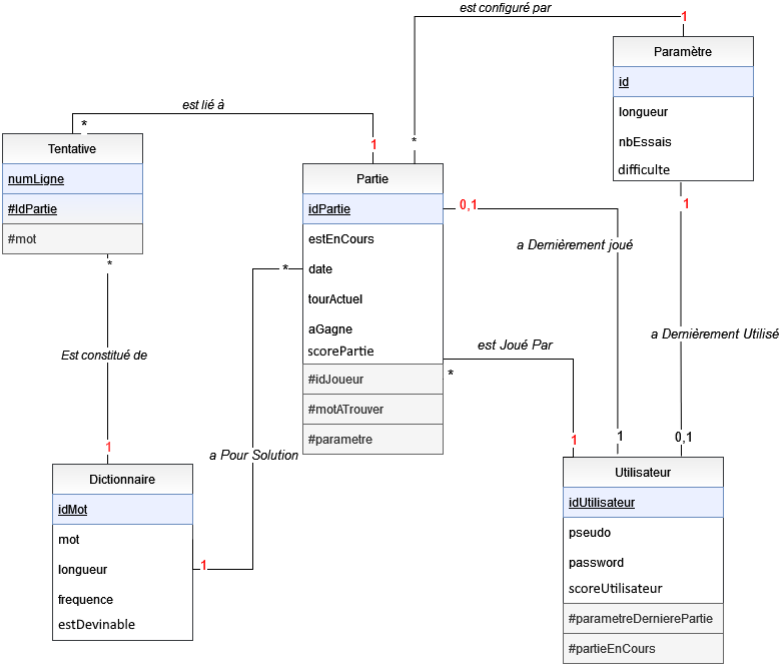 est configuré par
1
Paramètre
id
longueur
nbEssais
difficulte
1
est lié à
*
1
*
Tentative
numLigne
#IdPartie
#mot
*
Partie
idPartie
estEnCours
date
tourActuel
aGagne
scorePartie
#idJoueur
#motATrouver
#parametre
0,1
a Dernièrement joué
*
a Dernièrement Utilisé
est Joué Par
*
Est constitué de
1
a Pour Solution
1
1
0,1
1
Dictionnaire
idMot
mot
longueur
frequence
estDevinable
1
Utilisateur
idUtilisateur
pseudo
password
scoreUtilisateur
#parametreDernierePartie
#partieEnCours